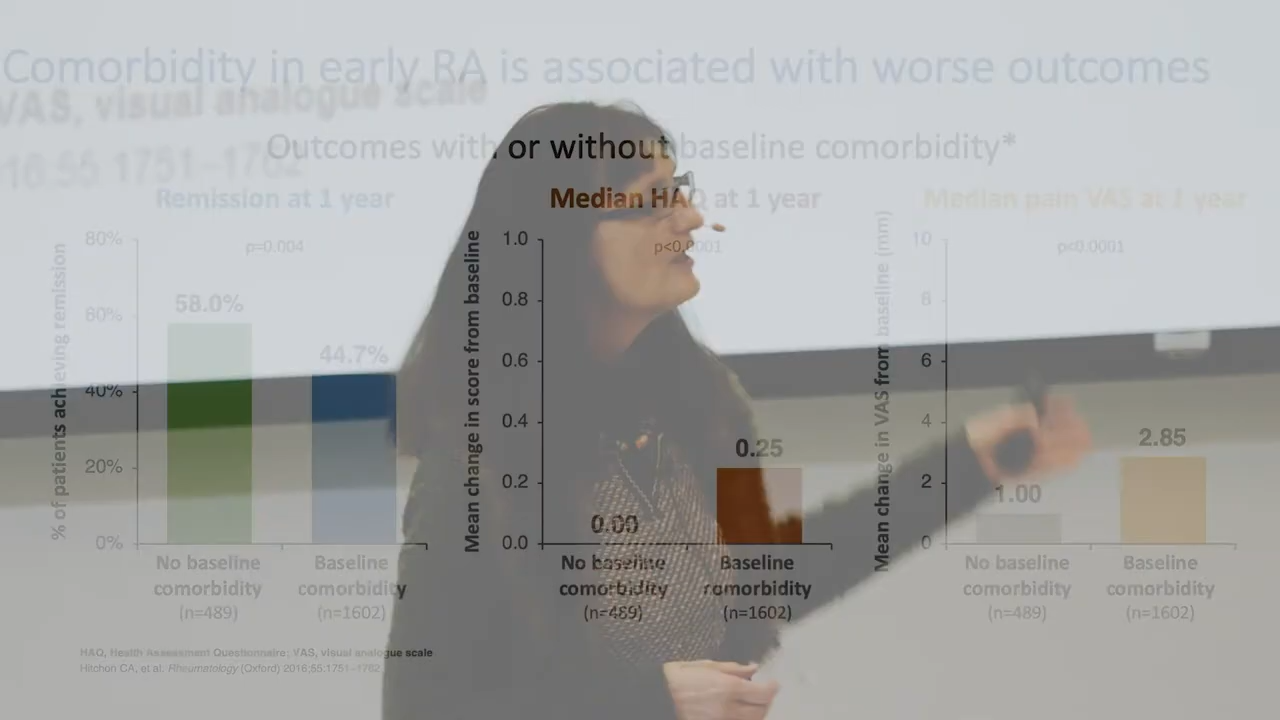 Comorbidity in early RA is associated with worse outcomes
VAS, visual analogue scale
16:55 1751–1762
Outcomes with or without baseline comorbidity*
Remission at 1 year
Median HAQ at 1 year
Median pain VAS at 1 year
% of patients achieving remission
80%
60%
40%
20%
0%
p=0.004
58.0%
44.7%
No baseline
comorbidity
(n=489)
Baseline
comorbidity
(n=1602)
Mean change in score from baseline
1.0
0.8
0.6
0.4
0.2
0.0
p<0.0001
0.00
0.25
No baseline
comorbidity
(n=489)
Baseline
comorbidity
(n=1602)
Mean change in VAS from baseline (mm)
10
8
6
4
2
0
p<0.0001
1.00
2.85
No baseline
comorbidity
(n=489)
Baseline
comorbidity
(n=1602)
HAQ, Health Assessment Questionnaire; VAS, visual analogue scale
Hitchon CA, et al. Rheumatology (Oxford) 2016;55:1751–1762